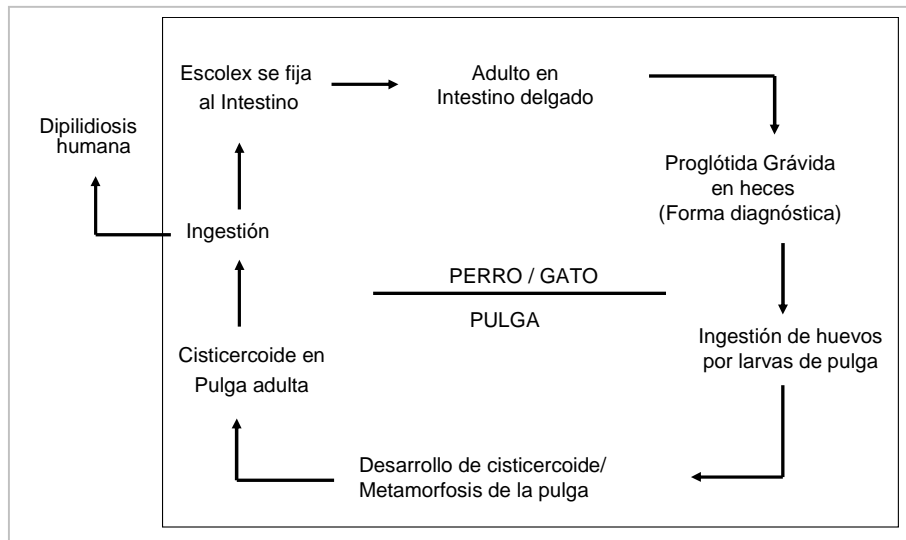 Escolex se fija
al Intestino
Adulto en
Intestino delgado
Dipilidiosis
humana
Proglótida Grávida
en heces
(Forma diagnóstica)
Ingestión
PERRO / GATO
PULGA
Ingestión de huevos
por larvas de pulga
Cisticercoide en
Pulga adulta
Desarrollo de cisticercoide/
Metamorfosis de la pulga